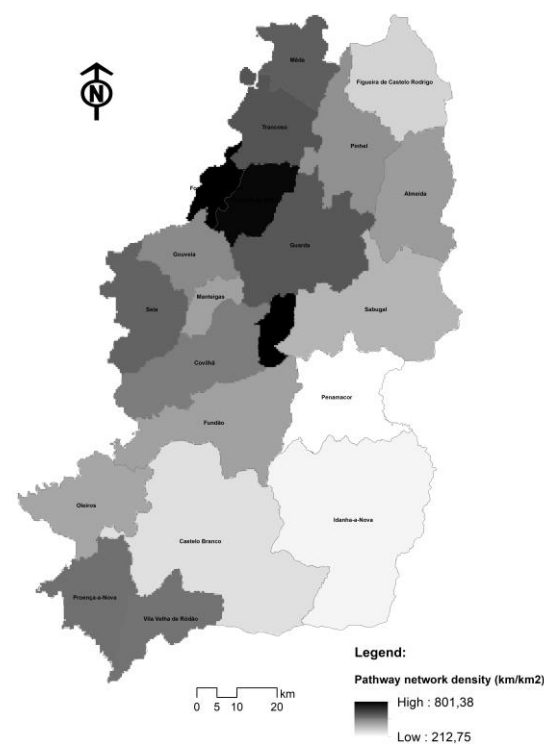 Mêda
Figueira de Castelo Rodrigo
N
Trancoso
Pinhel
Almeida
Guarda
Gouveia
Manteigas
Seia
Sabugal
Covilhã
Penamacor
Fundão
Oleiros
Idanha-a-Nova
Castelo Branco
Proença-a-Nova
Vila Velha de Rodão
Legend:
Pathway network density (km/km2)
High : 801,38
Low : 212,75
km
0 5 10 20